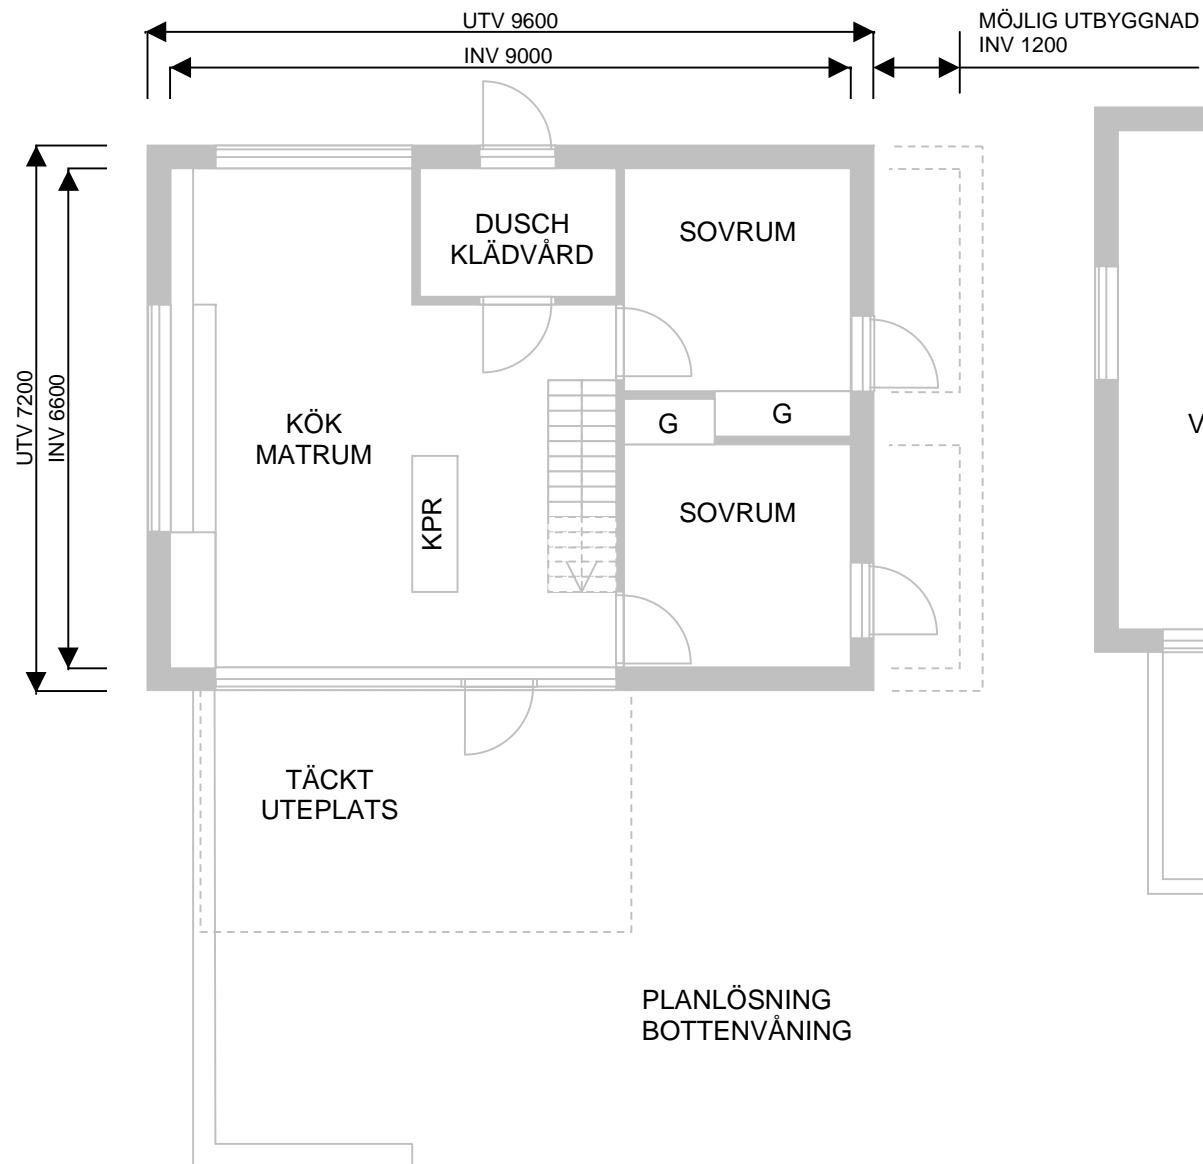 UTV 9600
INV 9000
MÖJLIG UTBYGGNAD
INV 1200
UTV 7200
INV 6600
DUSCH
KLÄDVÅRD
SOVRUM
KÖK
MATRUM
KPR
G
G
SOVRUM
V
TÄCKT
UTEPLATS
PLANLÖSNING
BOTTENVÅNING